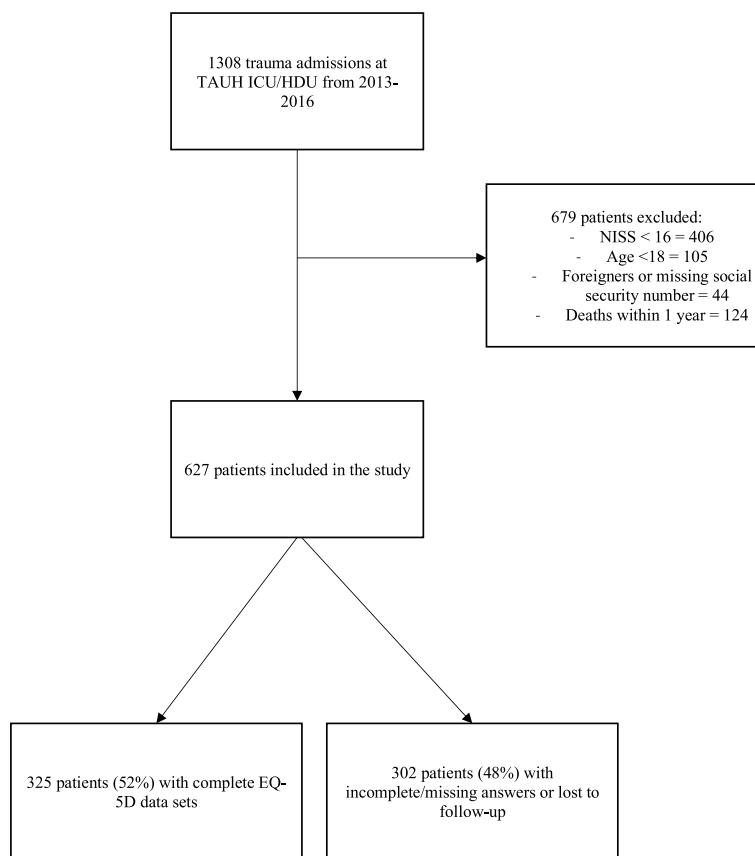 1308 trauma admissions at
TAUH ICU/HDU from 2013-
2016
679 patients excluded:
- NISS < 16 = 406
- Age <18 = 105
- Foreigners or missing social
security number = 44
- Deaths within 1 year = 124
627 patients included in the study
325 patients (52%) with complete EQ-
5D data sets
302 patients (48%) with
incomplete/missing answers or lost to
follow-up